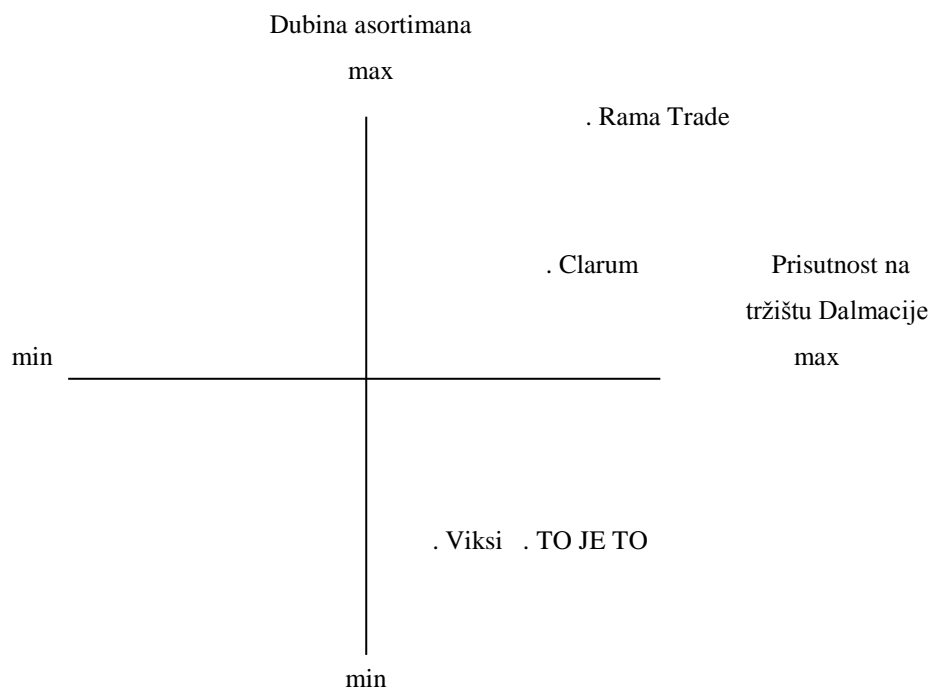 Dubina asortimana
max
. Rama Trade
. Clarum
Prisutnost na
tržištu Dalmacije
min
max
. Viksi . TO JE TO
min